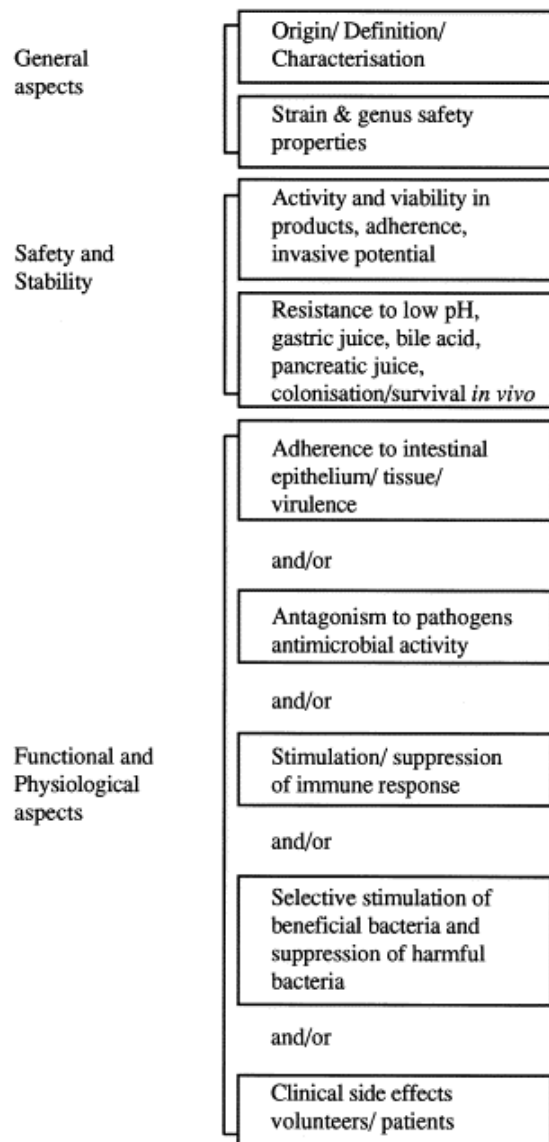 General
aspects
Origin/ Definition/
Characterisation
Strain & genus safety
properties
Safety and
Stability
Activity and viability in
products, adherence,
invasive potential
Resistance to low pH,
gastric juice, bile acid,
pancreatic juice,
colonisation/survival in vivo
Functional and
Physiological
aspects
Adherence to intestinal
epithelium/ tissue/
virulence
and/or
Antagonism to pathogens
antimicrobial activity
and/or
Stimulation/ suppression
of immune response
and/or
Selective stimulation of
beneficial bacteria and
suppression of harmful
bacteria
and/or
Clinical side effects
volunteers/ patients